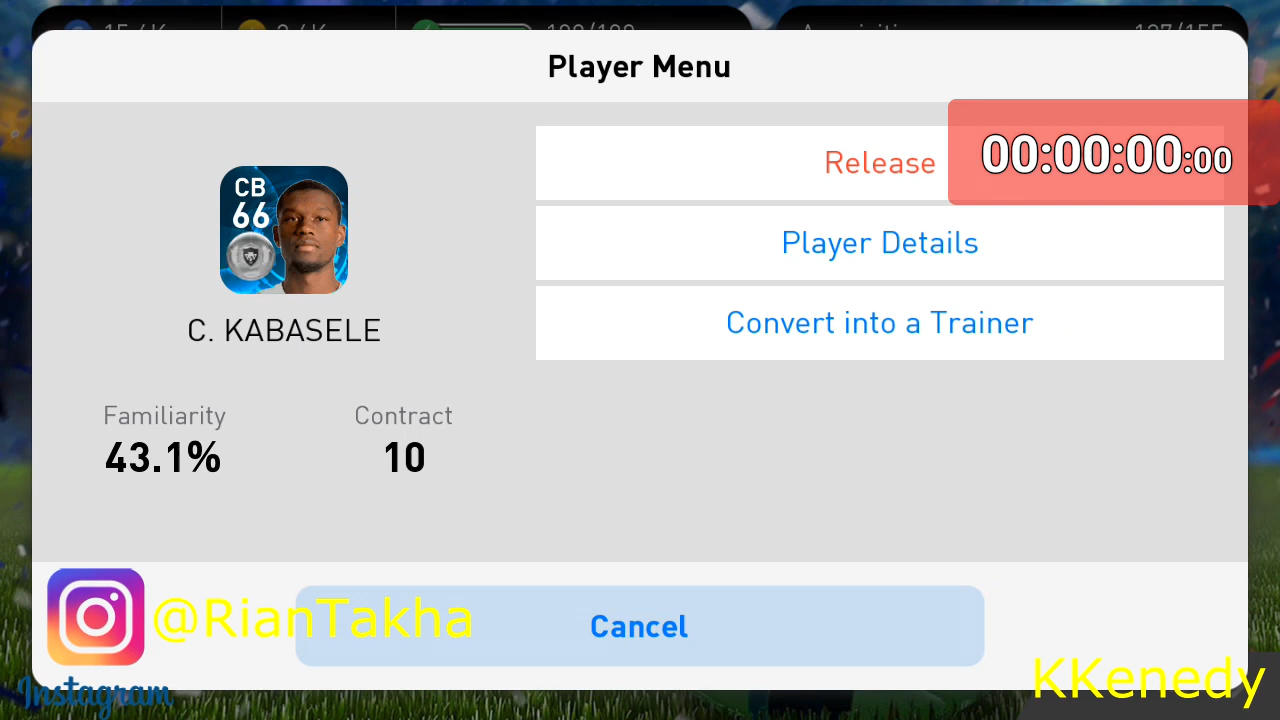 Player Menu
Release
00:00:00:00
CB
66
Player Details
C. KABASELE
Convert into a Trainer
Familiarity
Contract
43.1%
10
@RianTakha
Cancel
KKenedy
Instagram